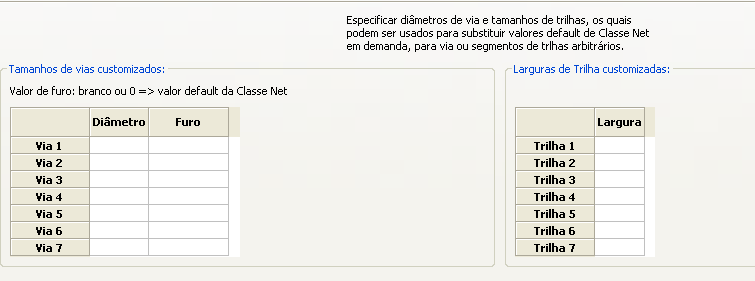 Especificar diâmetros de via e tamanhos de trilhas, os quais
podem ser usados para substituir valores default de Classe Net
em demanda, para via ou segmentos de trlhas arbitrários.
Tamanhos de vias customizados:
Valor de furo: branco ou 0 => valor default da Classe Net
Diâmetro Furo
Via 1
Via 2
Via 3
Via 4
Via 5
Via 6
Via 7
Larguras de Trilha customizadas:
Largura
Trilha 1
Trilha 2
Trilha 3
Trilha 4
Trilha 5
Trilha 6
Trilha 7